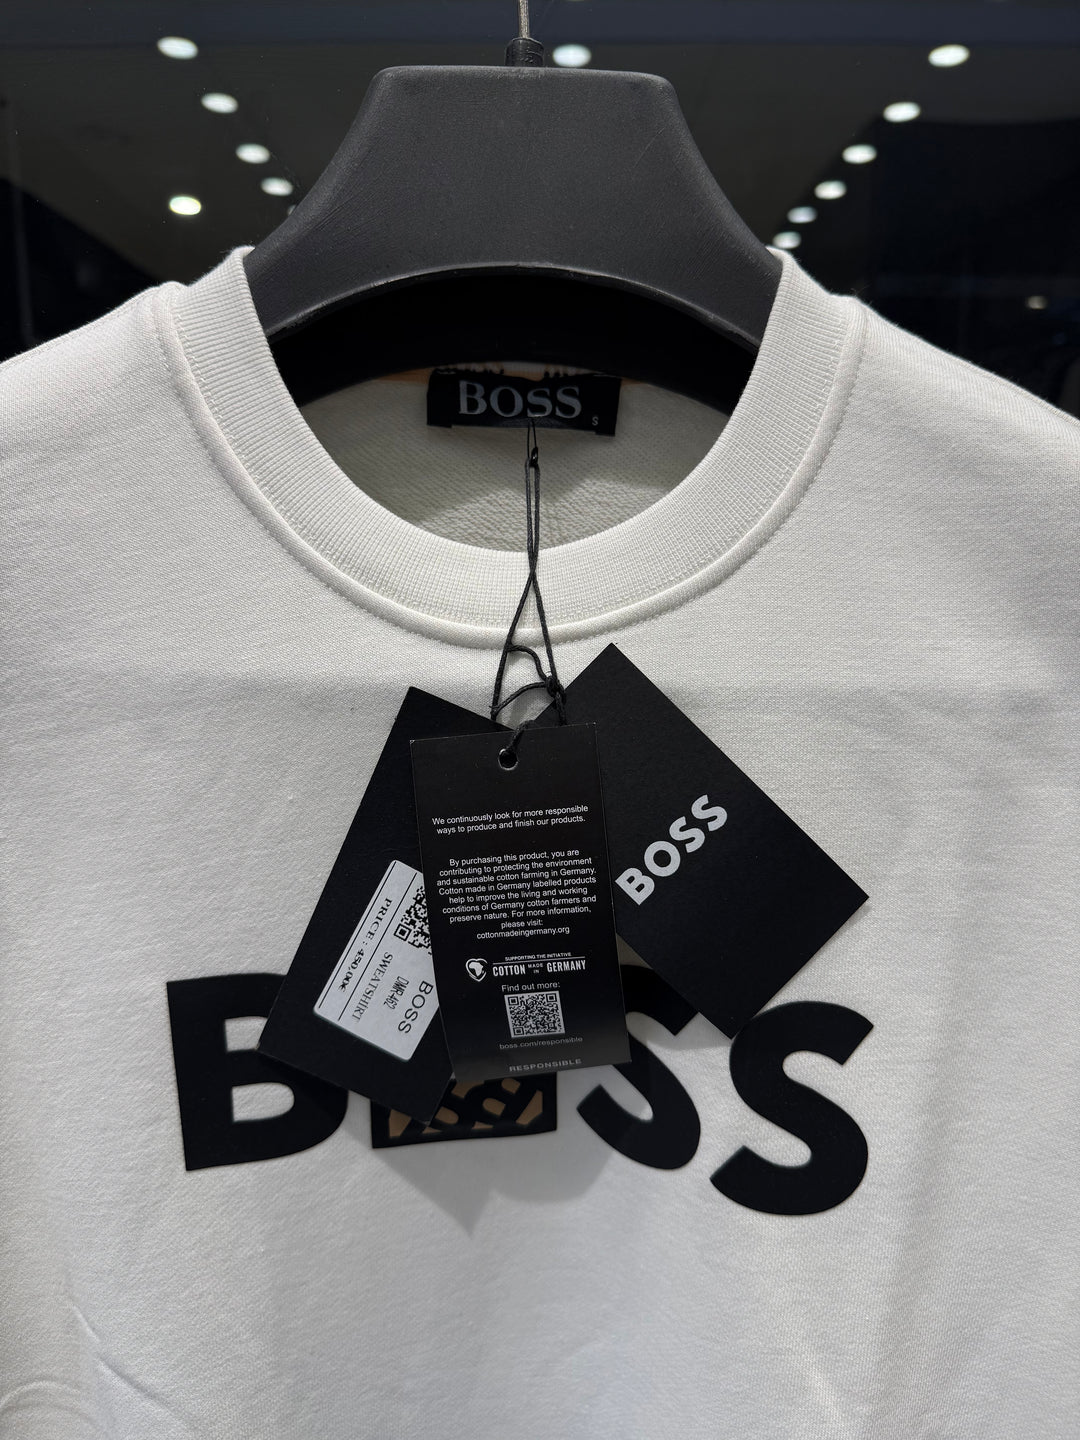 BOSS
S
BOSS
We continuously look for more responsible
ways to produce and finish our products.
By purchasing this product, you are
contributing to protecting the environment
and sustainable cotton farming in Germany.
Cotton made in Germany labelled products
help to improve the living and working
conditions of Germany cotton farmers and
preserve nature. For more information,
please visit:
cottonmadeingermany.org
SUPPORTING THE INITIATIVE
COTTON MADE IN GERMANY
Find out more:
boss.com/responsible
RESPONSIBLE
BOSS
DMR-462
SWEATSHIRT
PRICE : 450.00€
BOSS